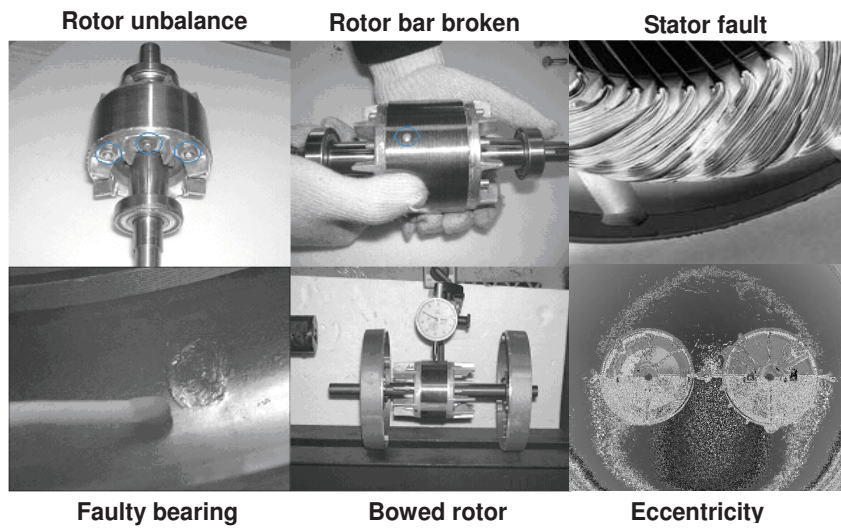 Rotor unbalance
Rotor bar broken
Stator fault
Faulty bearing
Bowed rotor
Eccentricity